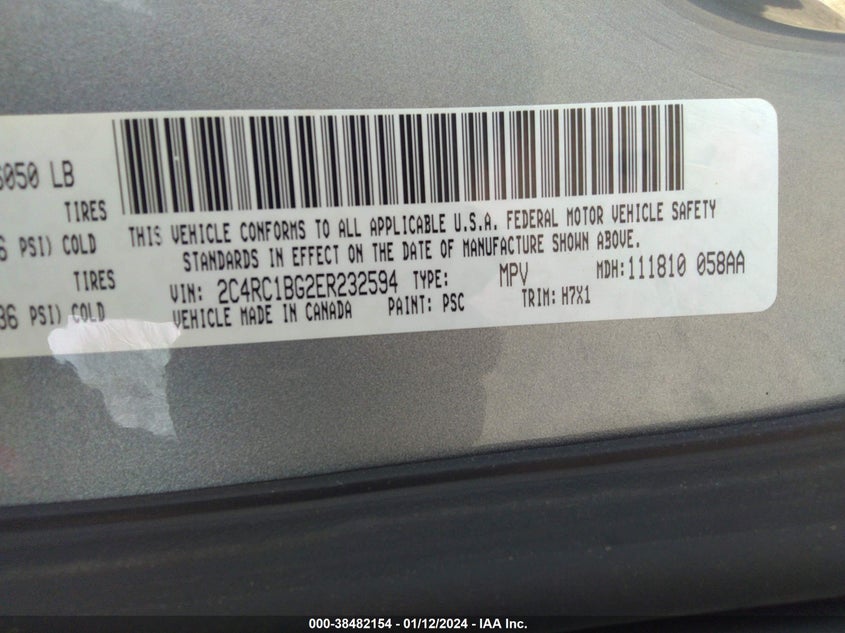 6050 LB
TIRES
6 PSI) COLD
TIRES
36 PSI) COLD
THIS VEHICLE CONFORMS TO ALL APPLICABLE U.S.A. FEDERAL MOTOR VEHICLE SAFETY
STANDARDS IN EFFECT ON THE DATE OF MANUFACTURE SHOWN ABOVE.
VIN: 2C4RC1BG2ER232594 TYPE: MPV MDH:111810 058AA
VEHICLE MADE IN CANADA PAINT: PSC TRIM: H7X1
000-38482154 - 01/12/2024 - IAA Inc.